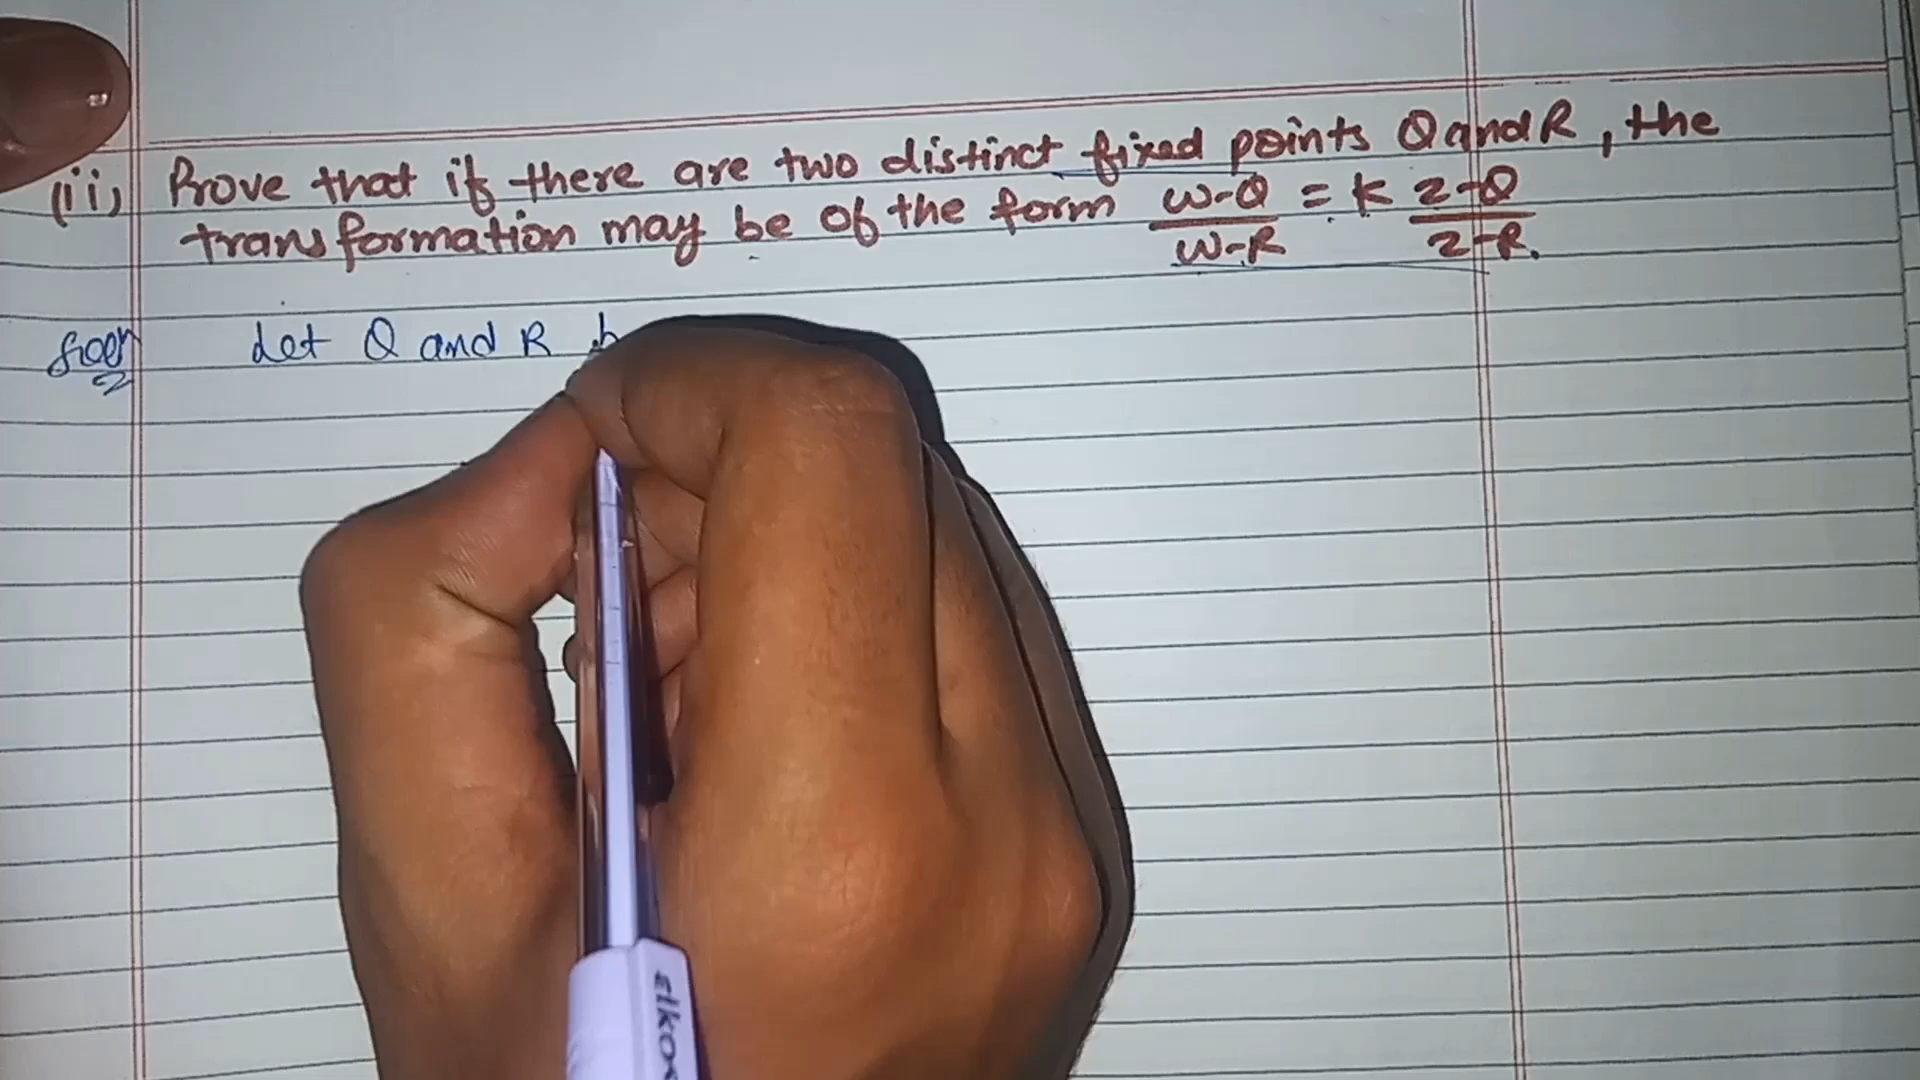 (ii) Prove that if there are two distinct fixed points Q and R, the
transformation may be of the form w-Q/w-R = k z-Q/z-R.
Let Q and R b
elkos